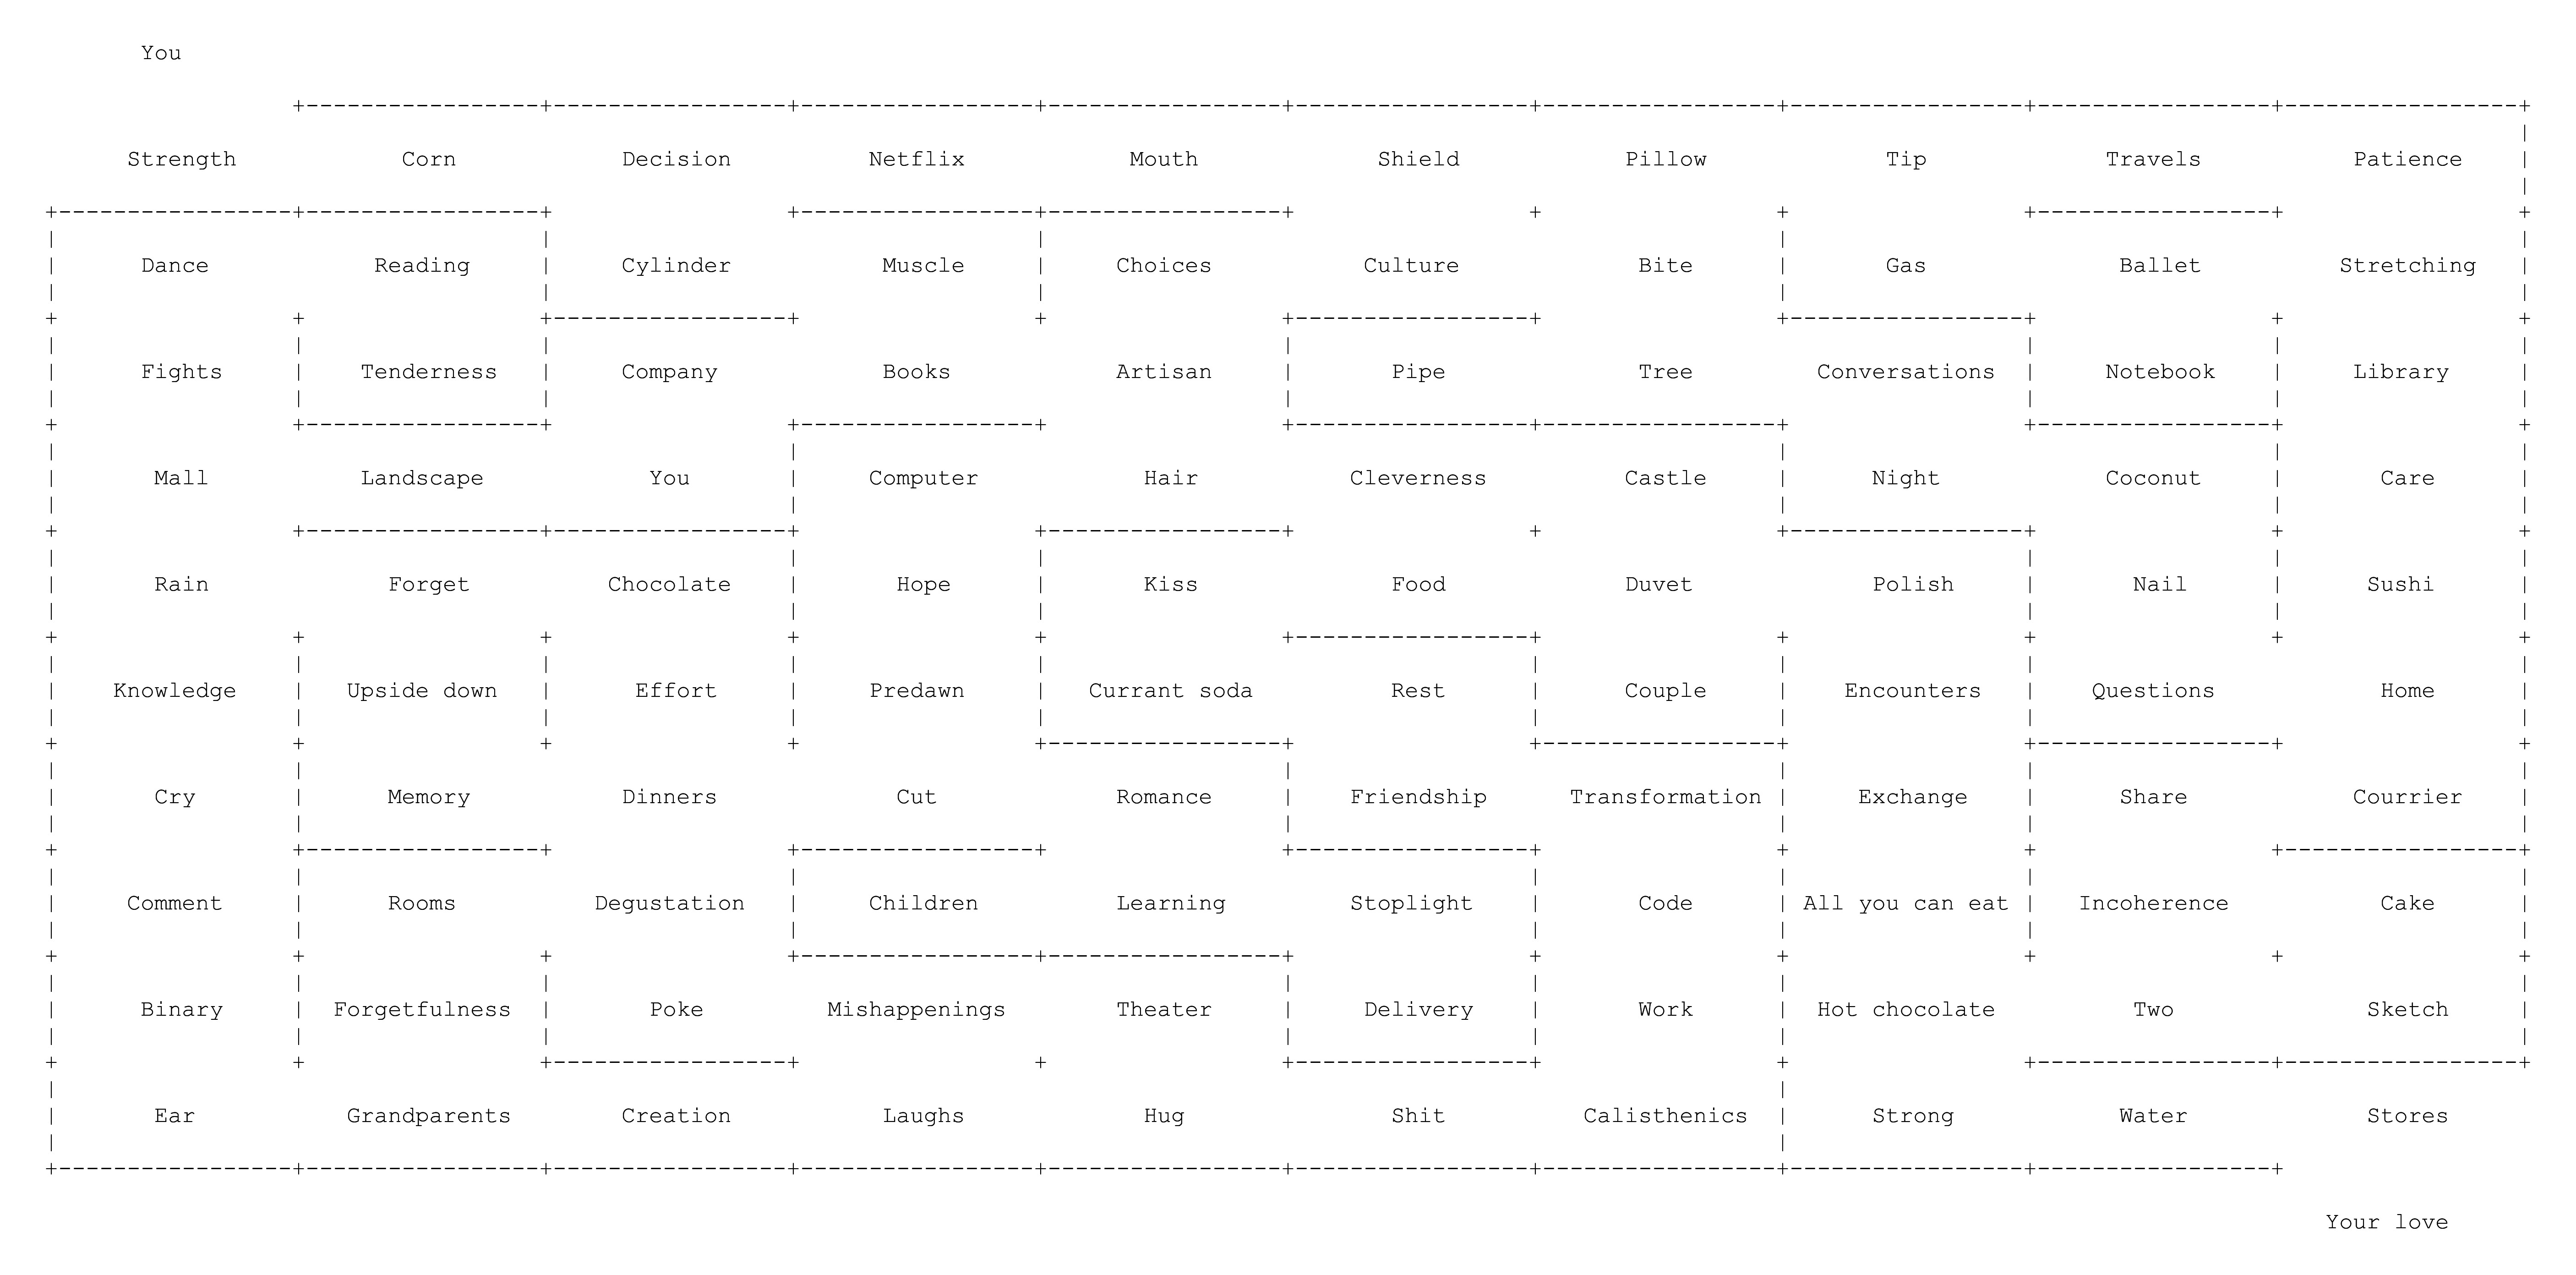 You
Strength Corn Decision Netflix Mouth Shield Pillow Tip Travels Patience
Dance Reading Cylinder Muscle Choices Culture Bite Gas Ballet Stretching
Fights Tenderness Company Books Artisan Pipe Tree Conversations Notebook Library
Mall Landscape You Computer Hair Cleverness Castle Night Coconut Care
Rain Forget Chocolate Hope Kiss Food Duvet Polish Nail Sushi
Knowledge Upside down Effort Predawn Currant soda Rest Couple Encounters Questions Home
Cry Memory Dinners Cut Romance Friendship Transformation Exchange Share Courrier
Comment Rooms Degustation Children Learning Stoplight Code All you can eat Incoherence Cake
Binary Forgetfulness Poke Mishappenings Theater Delivery Work Hot chocolate Two Sketch
Ear Grandparents Creation Laughs Hug Shit Calisthenics Strong Water Stores
Your love